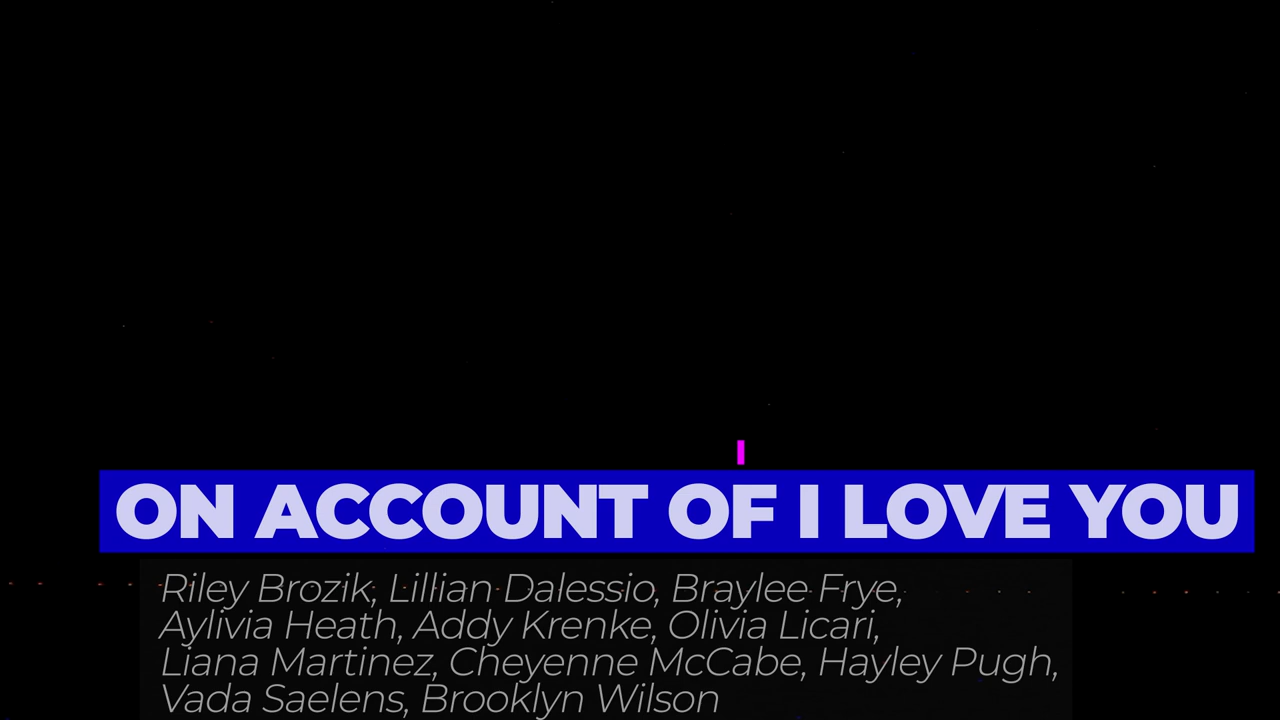 ON ACCOUNT OF I LOVE YOU
Riley Brozik, Lillian Dalessio, Braylee Frye,
Aylivia Heath, Addy Krenke, Olivia Licari,
Liana Martinez, Cheyenne McCabe, Hayley Pugh,
Vada Saelens, Brooklyn Wilson